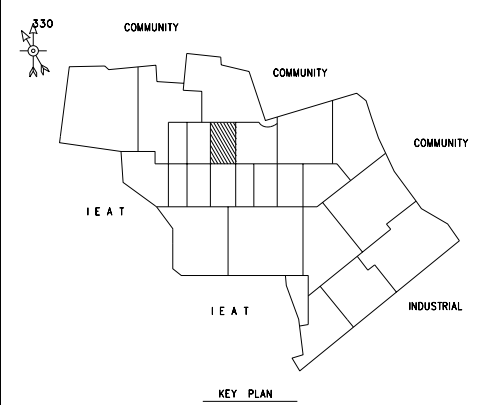 330
COMMUNITY
COMMUNITY
COMMUNITY
IEAT
IEAT
INDUSTRIAL
KEY PLAN